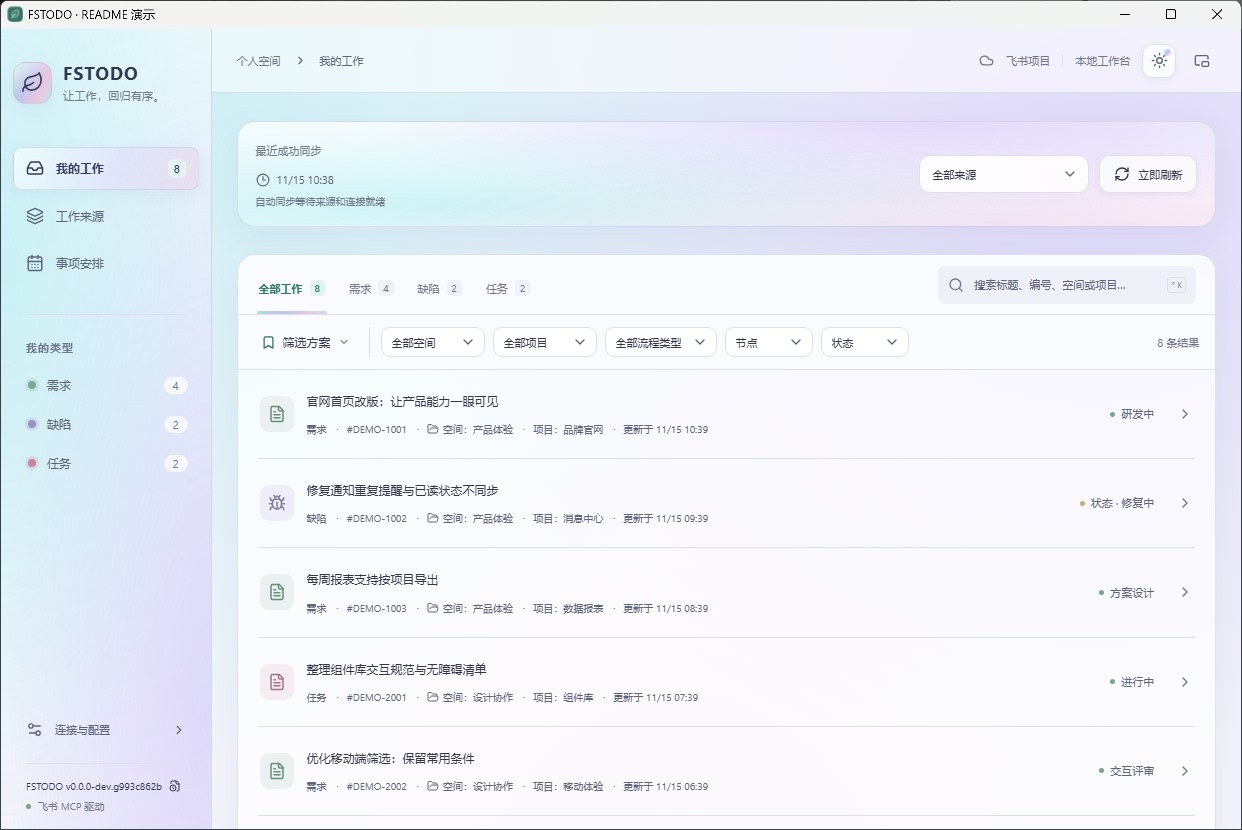 FSTODO · README 演示
FSTODO
让工作，回归有序。
我的工作 8
工作来源
事项安排
我的类型
需求 4
缺陷 2
任务 2
连接与配置
FSTODO v0.0.0-dev.g993c862b
飞书 MCP 驱动
个人空间 > 我的工作
飞书项目 本地工作台
最近成功同步
11/15 10:38
自动同步等待来源和连接就绪
全部来源 立即刷新
全部工作 8 需求 4 缺陷 2 任务 2
搜索标题、编号、空间或项目... ^ K
筛选方案 全部空间 全部项目 全部流程类型 节点 状态 8 条结果
官网首页改版：让产品能力一眼可见
需求 · #DEMO-1001 · 空间：产品体验 · 项目：品牌官网 · 更新于 11/15 10:39
研发中
修复通知重复提醒与已读状态不同步
缺陷 · #DEMO-1002 · 空间：产品体验 · 项目：消息中心 · 更新于 11/15 09:39
状态 · 修复中
每周报表支持按项目导出
需求 · #DEMO-1003 · 空间：产品体验 · 项目：数据报表 · 更新于 11/15 08:39
方案设计
整理组件库交互规范与无障碍清单
任务 · #DEMO-2001 · 空间：设计协作 · 项目：组件库 · 更新于 11/15 07:39
进行中
优化移动端筛选：保留常用条件
需求 · #DEMO-2002 · 空间：设计协作 · 项目：移动体验 · 更新于 11/15 06:39
交互评审